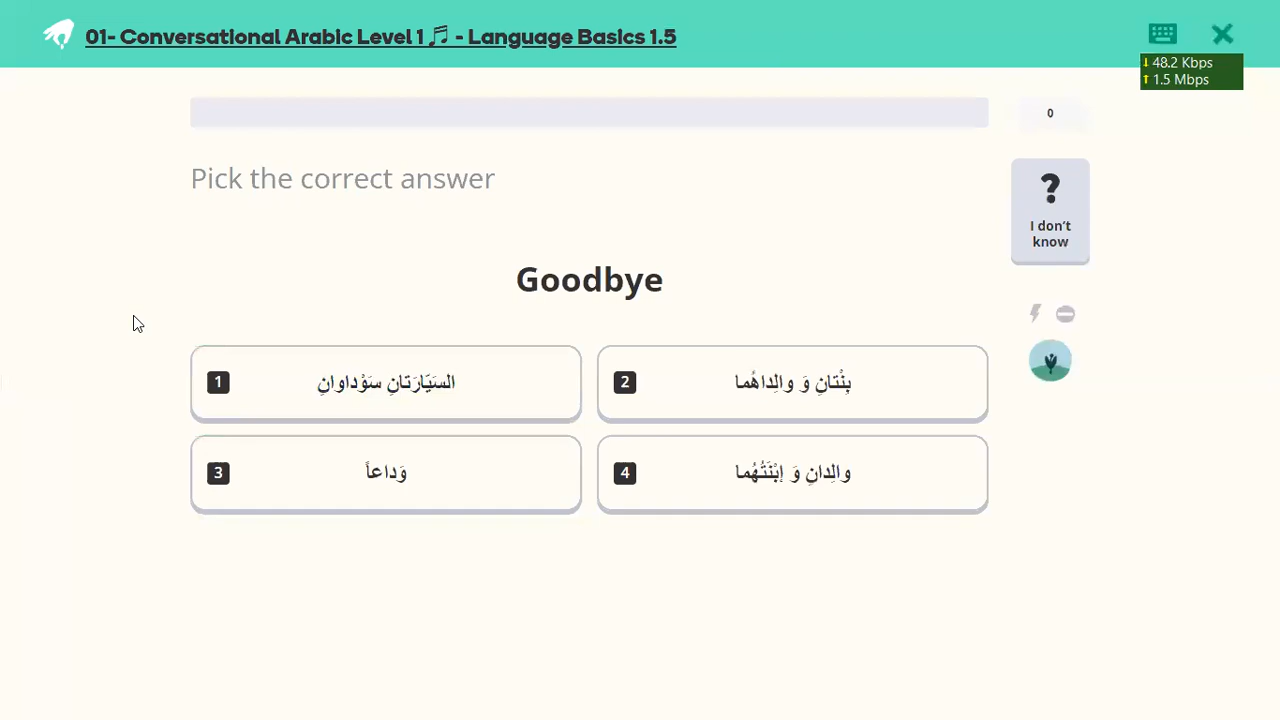 01- Conversational Arabic Level 1 🎵 - Language Basics 1.5
↓ 48.2 Kbps
↑ 1.5 Mbps
0
Pick the correct answer
?
I don't
know
Goodbye
1 السَيّارَتانِ سَوْداوانِ
2 بِنْتانِ وَ والِداهُما
3 وَداعاً
4 والِدانِ وَ إبْنَتُهُما